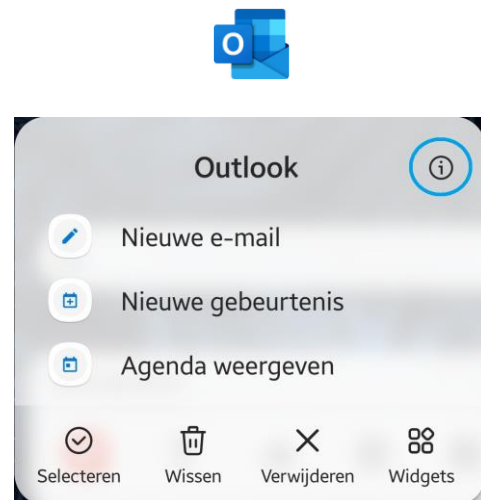 O
Outlook
Nieuwe e-mail
Nieuwe gebeurtenis
Agenda weergeven
Selecteren Wissen Verwijderen Widgets